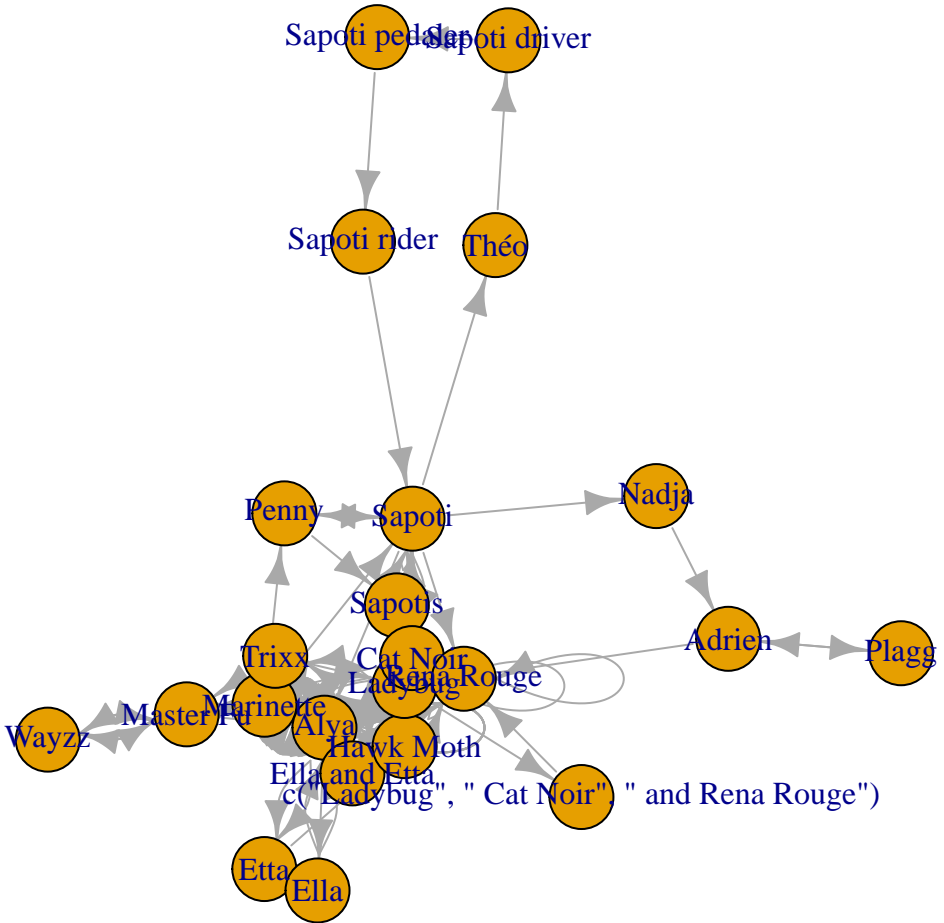 Sapoti pedaler
Sapoti driver
Sapoti rider
Théo
Penny
Sapoti
Nadja
Sapotis
Adrien
Plagg
Trixx
Cat Noir
Rena Rouge
Ladybug
Marinette
Master Fu
Alya
Wayzz
Hawk Moth
Ella and Etta
c("Ladybug", " Cat Noir", " and Rena Rouge")
Etta
Ella